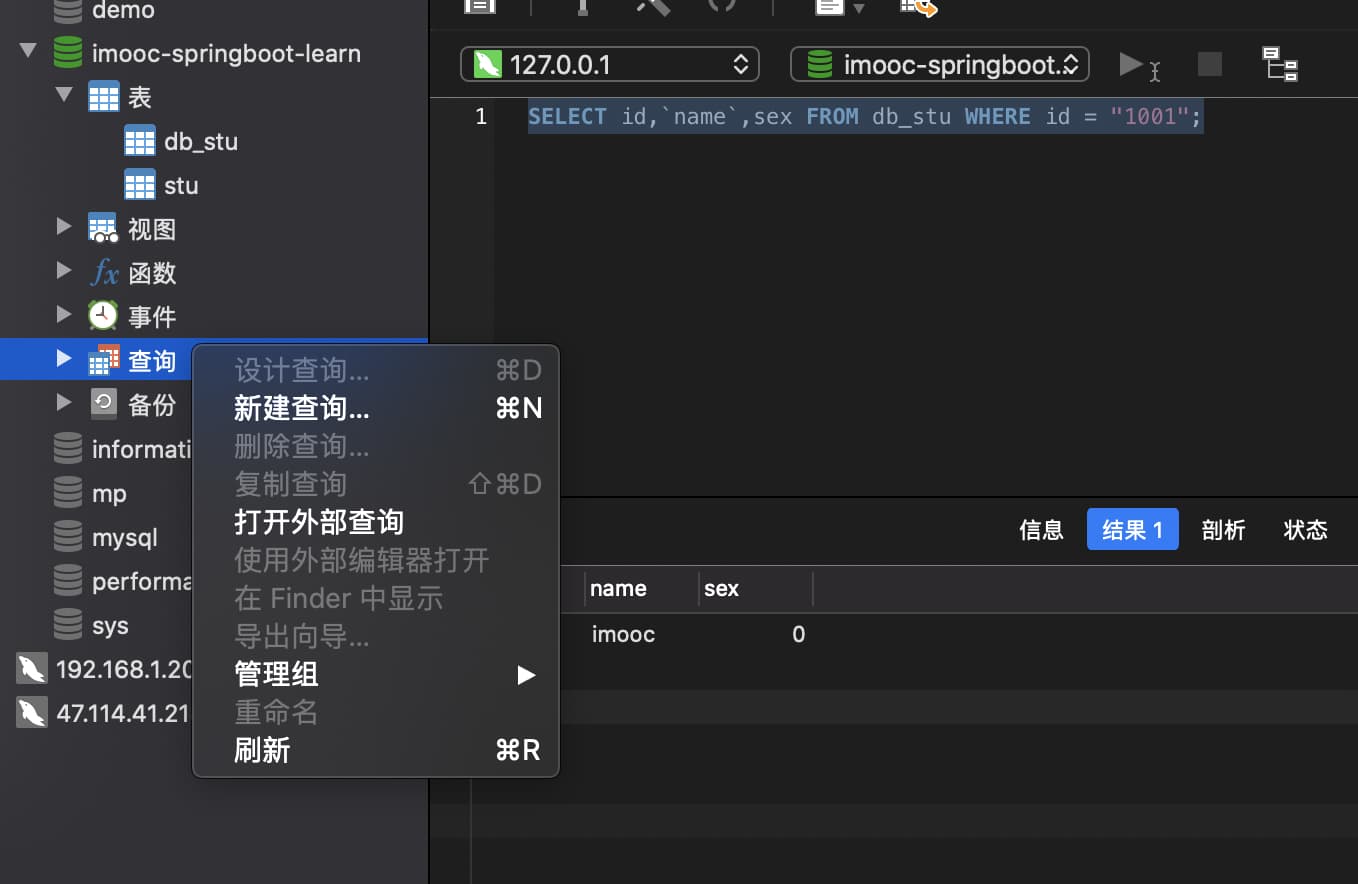 demo
imooc-springboot-learn
表
db_stu
stu
视图
函数
事件
查询
备份
informati
mp
mysql
performa
sys
192.168.1.20
47.114.41.21
设计查询... ⌘D
新建查询... ⌘N
删除查询...
复制查询 ⇧⌘D
打开外部查询
使用外部编辑器打开
在 Finder 中显示
导出向导...
管理组
重命名
刷新 ⌘R
127.0.0.1 imooc-springboot...
1 SELECT id,`name`,sex FROM db_stu WHERE id = "1001";
信息 结果 1 剖析 状态
name sex
imooc 0